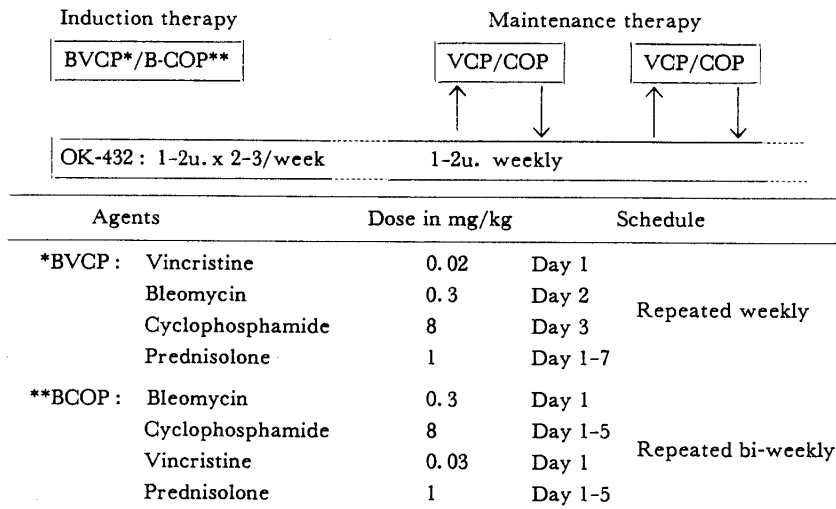 Induction therapy Maintenance therapy
BVCP*/B-COP** VCP/COP VCP/COP
OK-432 : 1-2u. x 2-3/week 1-2u. weekly
Agents Dose in mg/kg Schedule
*BVCP : Vincristine 0.02 Day 1
Bleomycin 0.3 Day 2
Repeated weekly
Cyclophosphamide 8 Day 3
Prednisolone 1 Day 1-7
**BCOP : Bleomycin 0.3 Day 1
Cyclophosphamide 8 Day 1-5
Repeated bi-weekly
Vincristine 0.03 Day 1
Prednisolone 1 Day 1-5